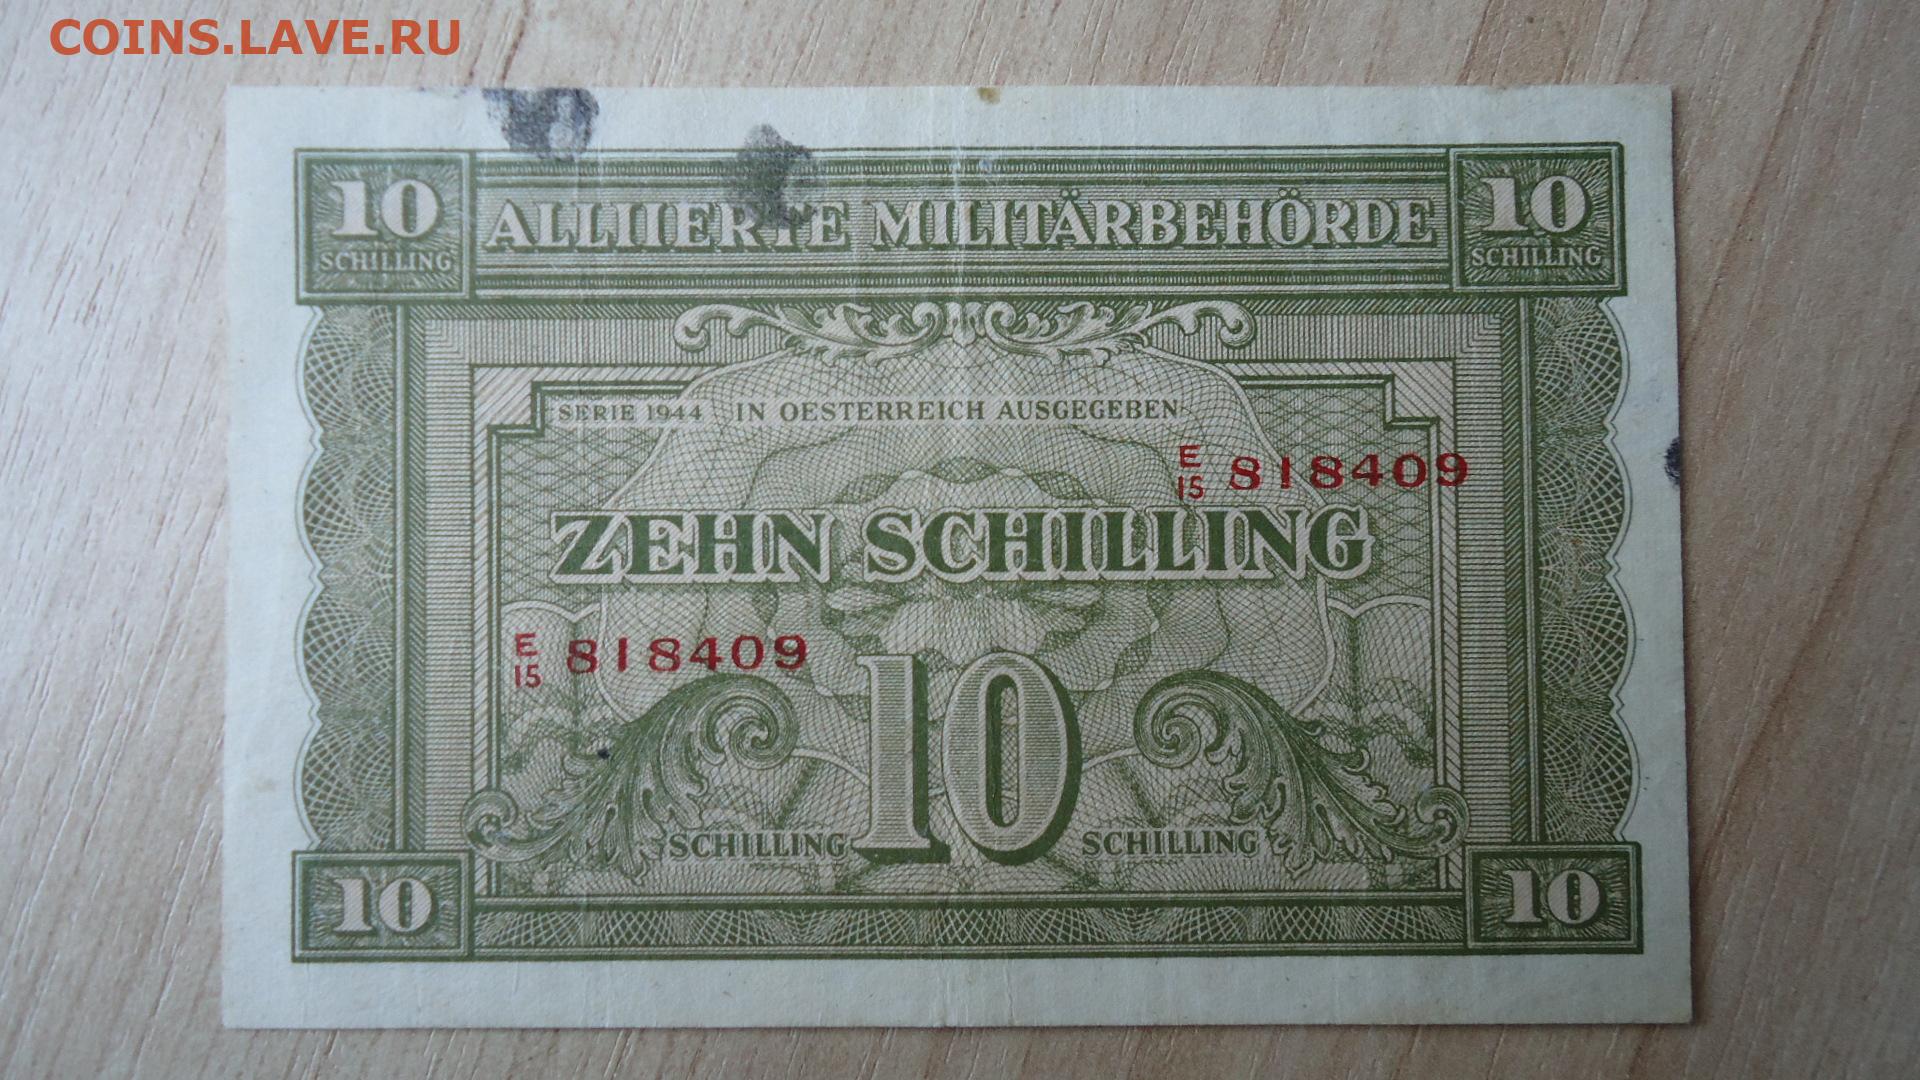 COINS.LAVE.RU
10 SCHILLING
ALLIIERTE MILITÄRBEHÖRDE
10 SCHILLING
SERIE 1944 IN OESTERREICH AUSGEGEBEN
E 15 818409
ZEHN SCHILLING
E 15 818409
SCHILLING 10 SCHILLING
10
10